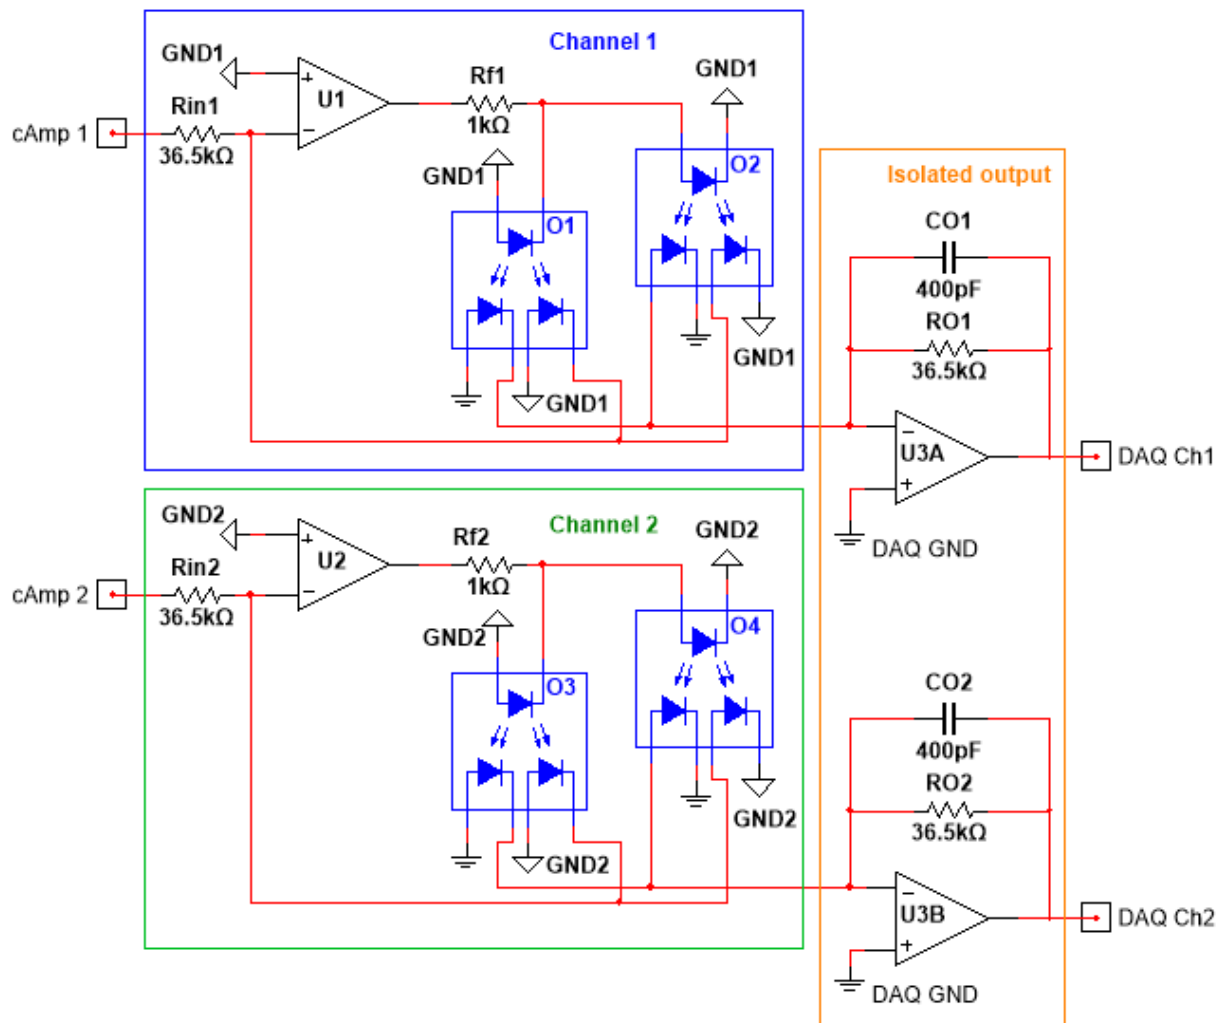 Channel 1
GND1
Rin1
cAmp 1
36.5kΩ
U1
Rf1
1kΩ
GND1
GND1
O1
O2
GND1
GND1
Isolated output
CO1
400pF
RO1
36.5kΩ
U3A
DAQ Ch1
DAQ GND
Channel 2
GND2
Rin2
cAmp 2
36.5kΩ
U2
Rf2
1kΩ
GND2
GND2
O3
O4
GND2
GND2
CO2
400pF
RO2
36.5kΩ
U3B
DAQ Ch2
DAQ GND